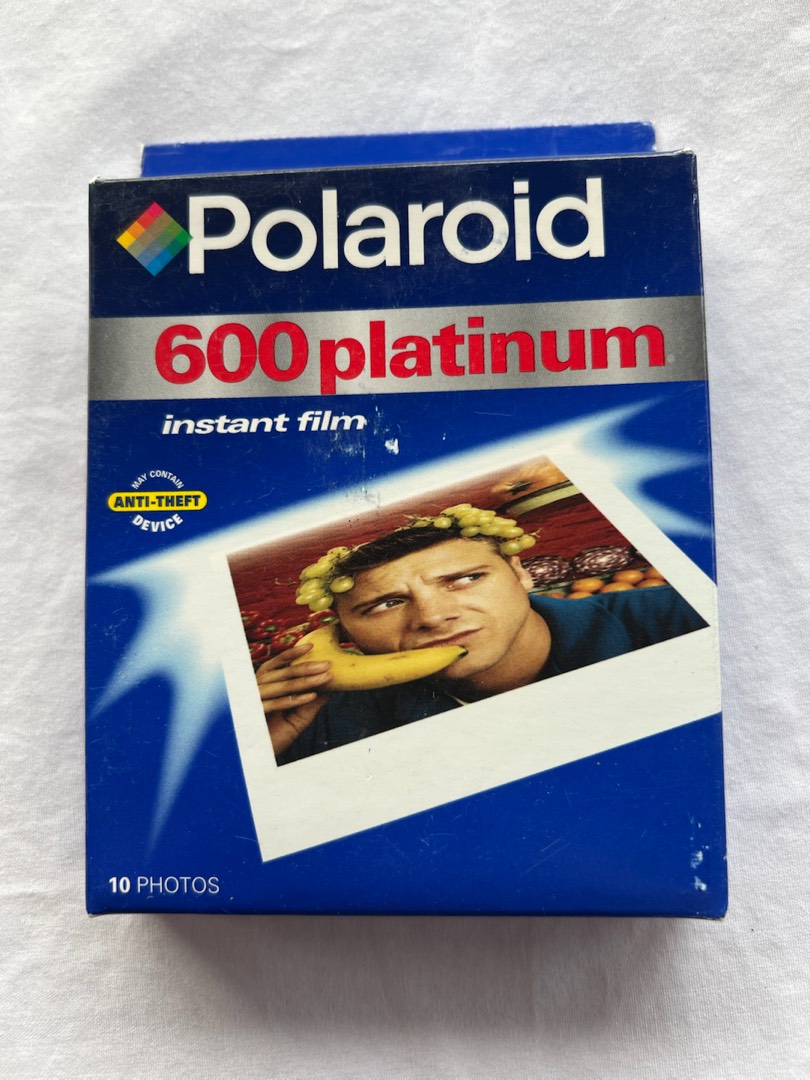 Polaroid
600 platinum
instant film
MAY CONTAIN
ANTI-THEFT
DEVICE
10 PHOTOS